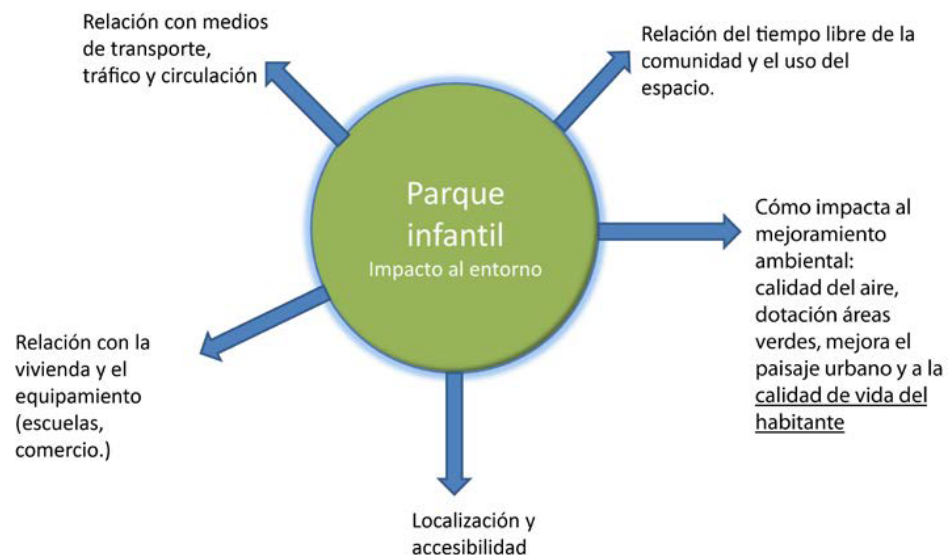 Relación con medios
de transporte,
tráfico y circulación
Relación del tiempo libre de la
comunidad y el uso del
espacio.
Parque
infantil
Impacto al entorno
Cómo impacta al
mejoramiento
ambiental:
calidad del aire,
dotación áreas
verdes, mejora el
paisaje urbano y a la
calidad de vida del
habitante
Relación con la
vivienda y el
equipamiento
(escuelas,
comercio.)
Localización y
accesibilidad